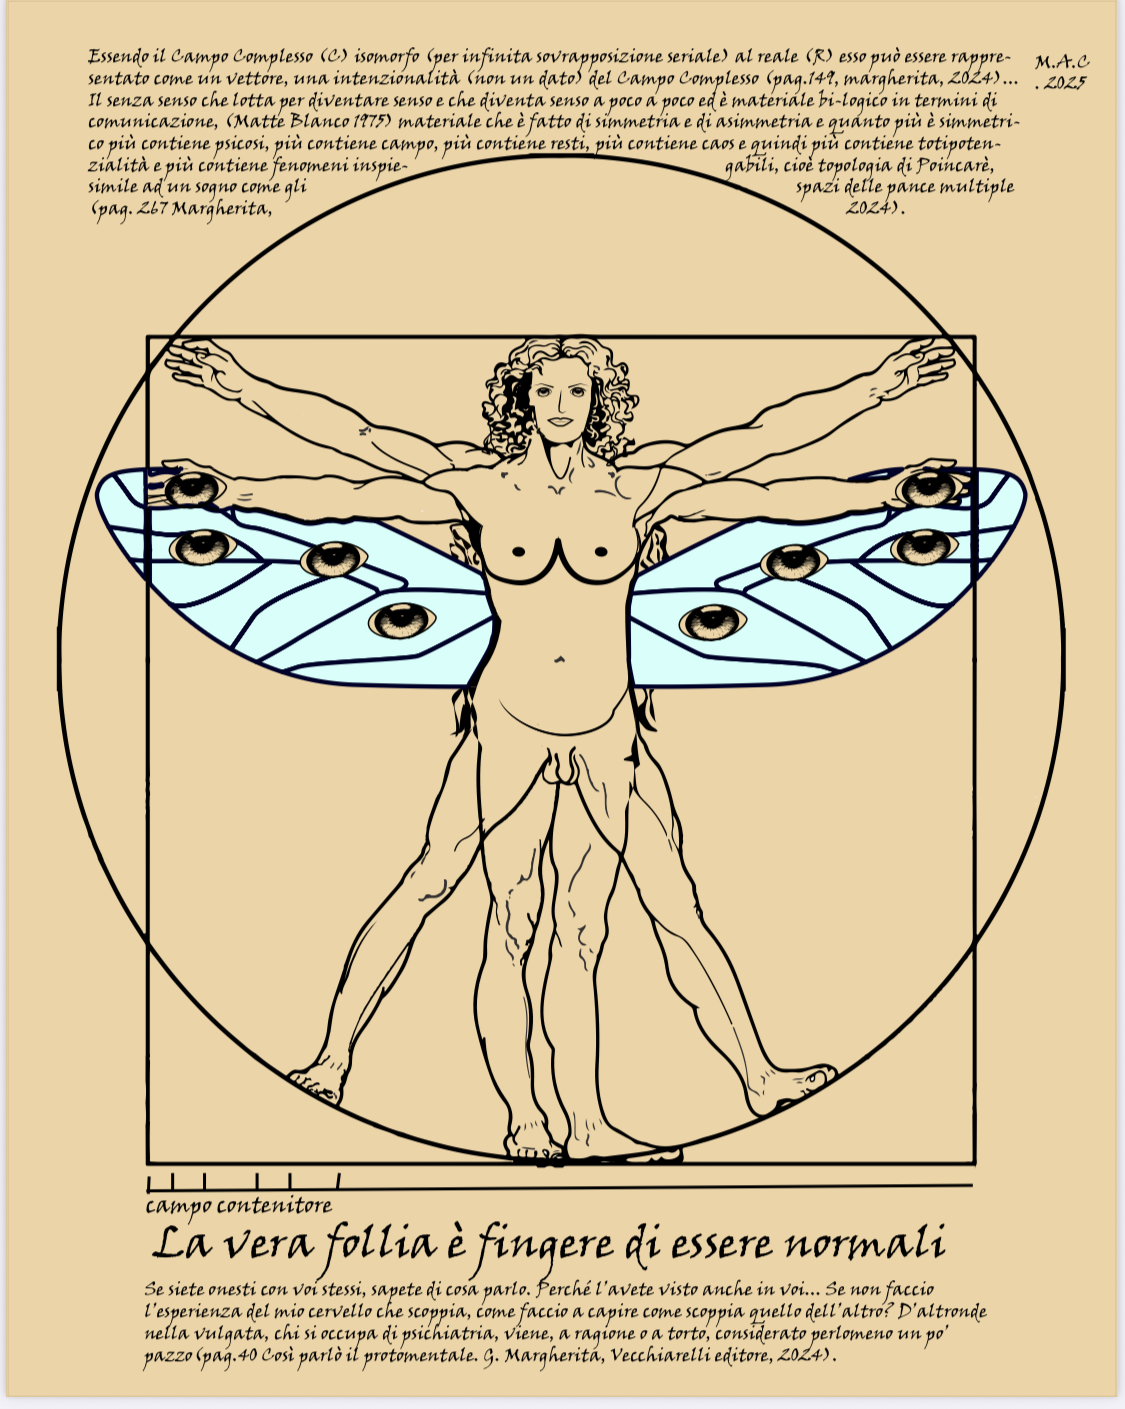 Essendo il Campo Complesso (C) isomorfo (per infinita sovrapposizione seriale) al reale (R) esso può essere rappre-
sentato come un vettore, una intenzionalità (non un dato) del Campo Complesso (pag.149, margherita, 2024)...
Il senza senso che lotta per diventare senso e che diventa senso a poco a poco ed è materiale bi-logico in termini di
comunicazione, (Matte Blanco 1975) materiale che è fatto di simmetria e di asimmetria e quanto più è simmetri-
co più contiene psicosi, più contiene campo, più contiene resti, più contiene caos e quindi più contiene totipoten-
zialità e più contiene fenomeni inspie- gabili, cioè topologia di Poincarè,
simile ad un sogno come gli spazi delle pance multiple
(pag. 267 Margherita, 2024).
M.A.C
. 2025
campo contenitore
La vera follia è fingere di essere normali
Se siete onesti con voi stessi, sapete di cosa parlo. Perché l'avete visto anche in voi... Se non faccio
l'esperienza del mio cervello che scoppia, come faccio a capire come scoppia quello dell'altro? D'altronde
nella vulgata, chi si occupa di psichiatria, viene, a ragione o a torto, considerato perlomeno un po'
pazzo (pag.40 Così parlò il protomentale. G. Margherita, Vecchiarelli editore, 2024).